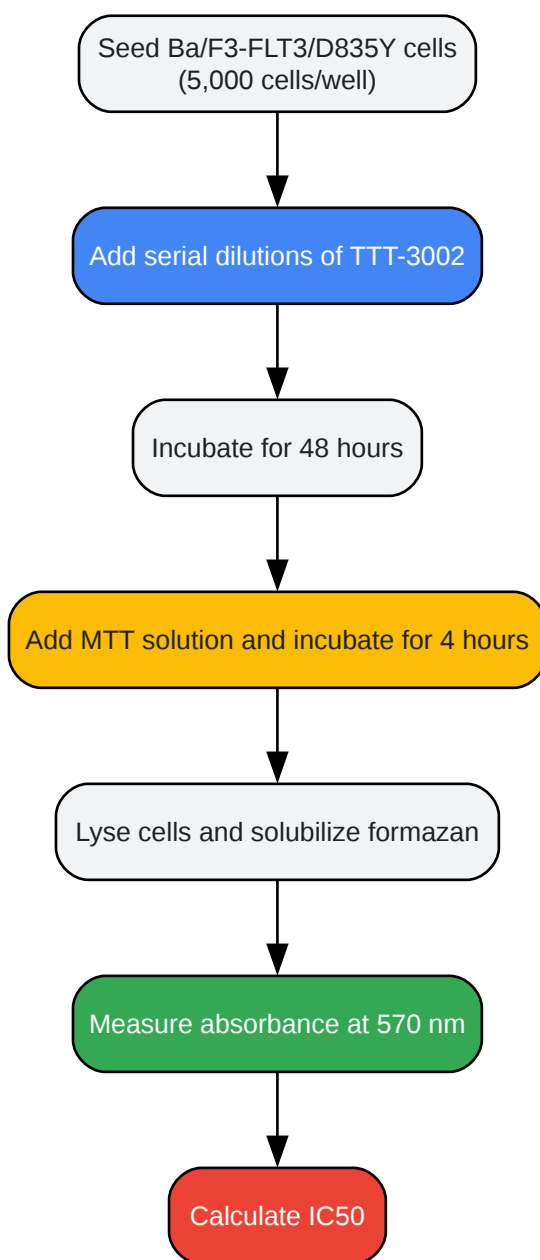 Seed Ba/F3-FLT3/D835Y cells
(5,000 cells/well)
Add serial dilutions of TTT-3002
Incubate for 48 hours
Add MTT solution and incubate for 4 hours
Lyse cells and solubilize formazan
Measure absorbance at 570 nm
Calculate IC50